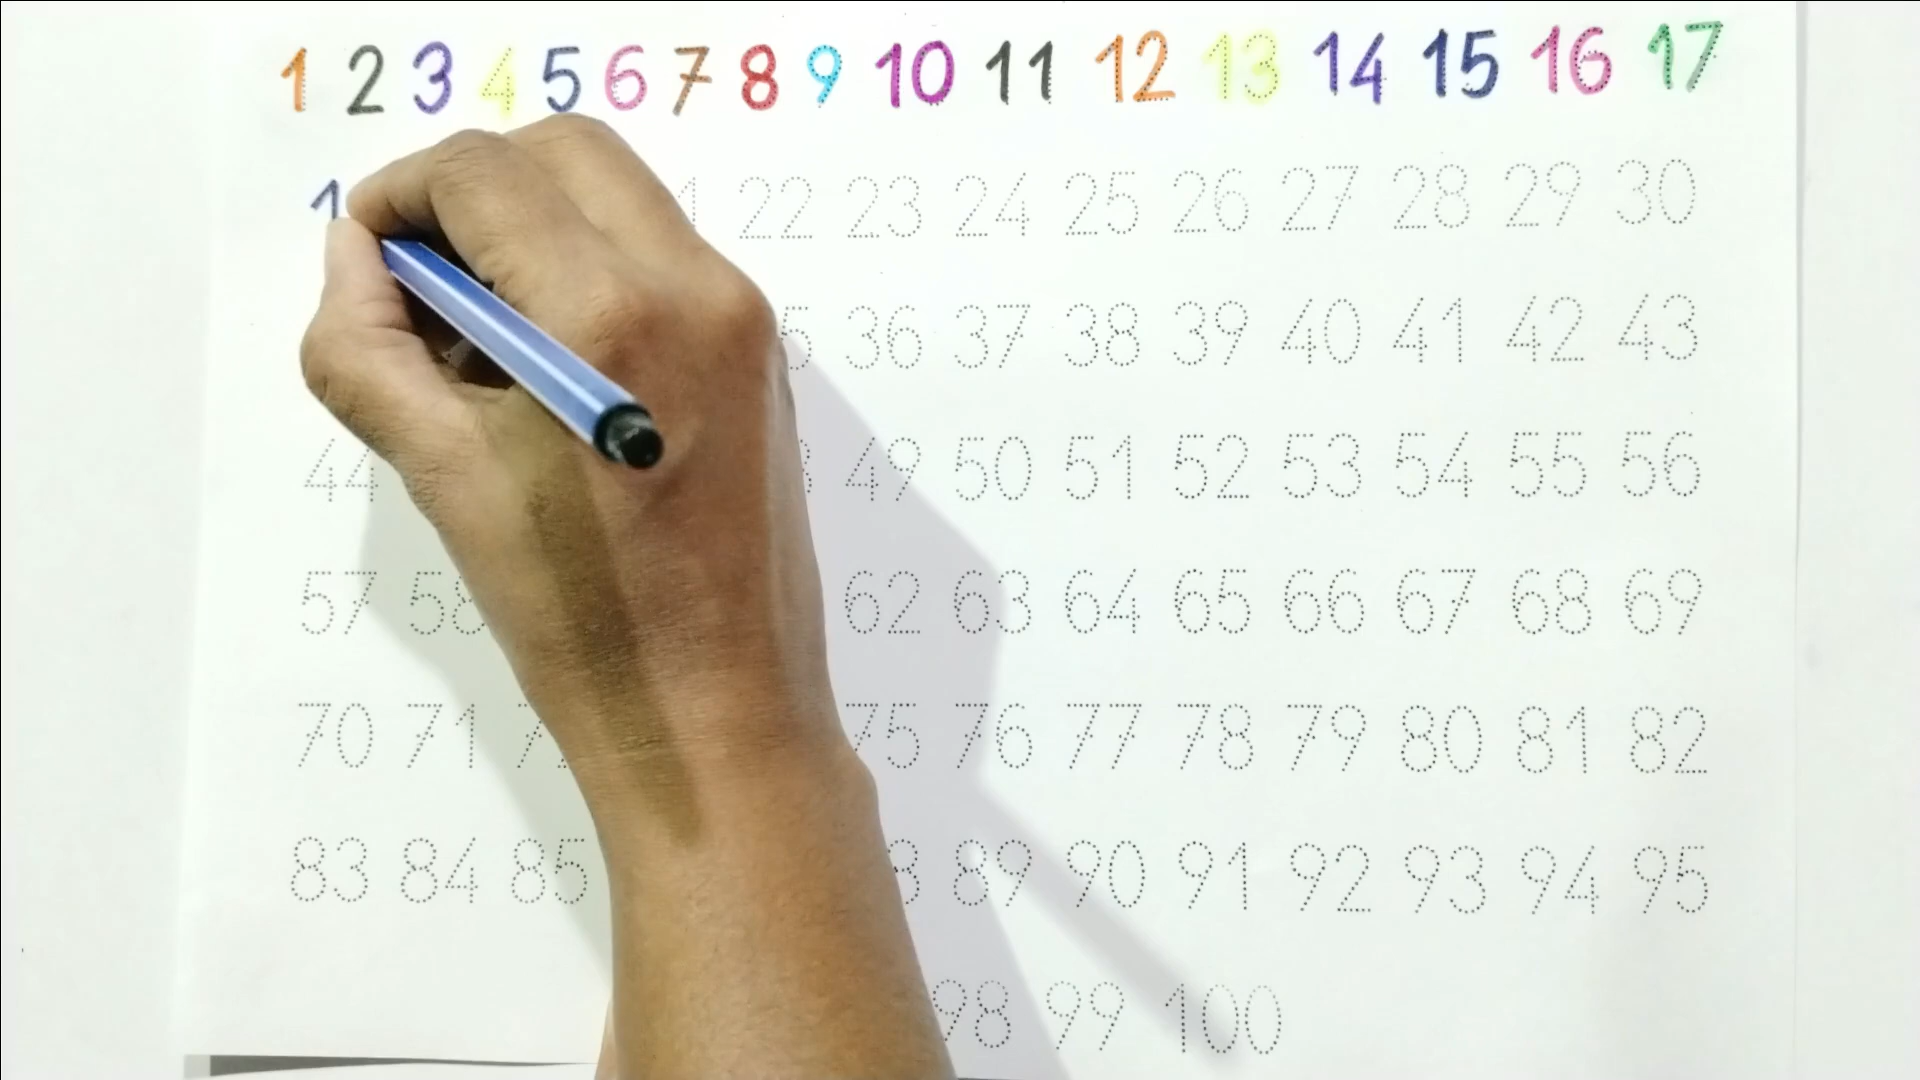 1 2 3 4 5 6 7 8 9 10 11 12 13 14 15 16 17
1 22 23 24 25 26 27 28 29 30
36 37 38 39 40 41 42 43
44 49 50 51 52 53 54 55 56
57 58 62 63 64 65 66 67 68 69
70 71 75 76 77 78 79 80 81 82
83 84 85 89 90 91 92 93 94 95
98 99 100